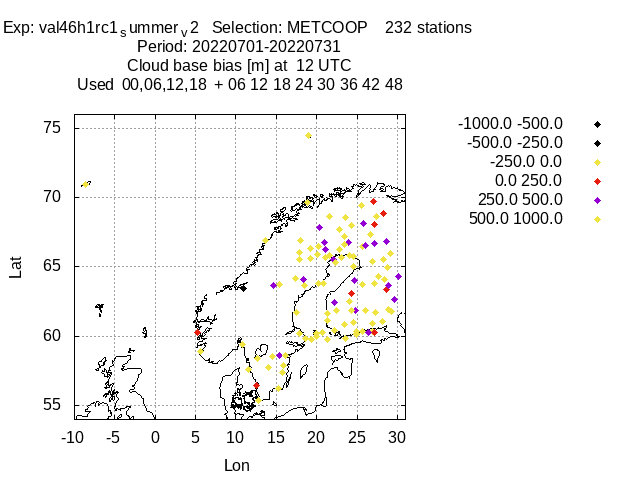 Exp: val46h1rc1summerv2 Selection: METCOOP 232 stations
Period: 20220701-20220731
Cloud base bias [m] at 12 UTC
Used 00,06,12,18 + 06 12 18 24 30 36 42 48
-1000.0 -500.0
-500.0 -250.0
-250.0 0.0
0.0 250.0
250.0 500.0
500.0 1000.0
75
70
65
60
55
Lat
-10 -5 0 5 10 15 20 25 30
Lon